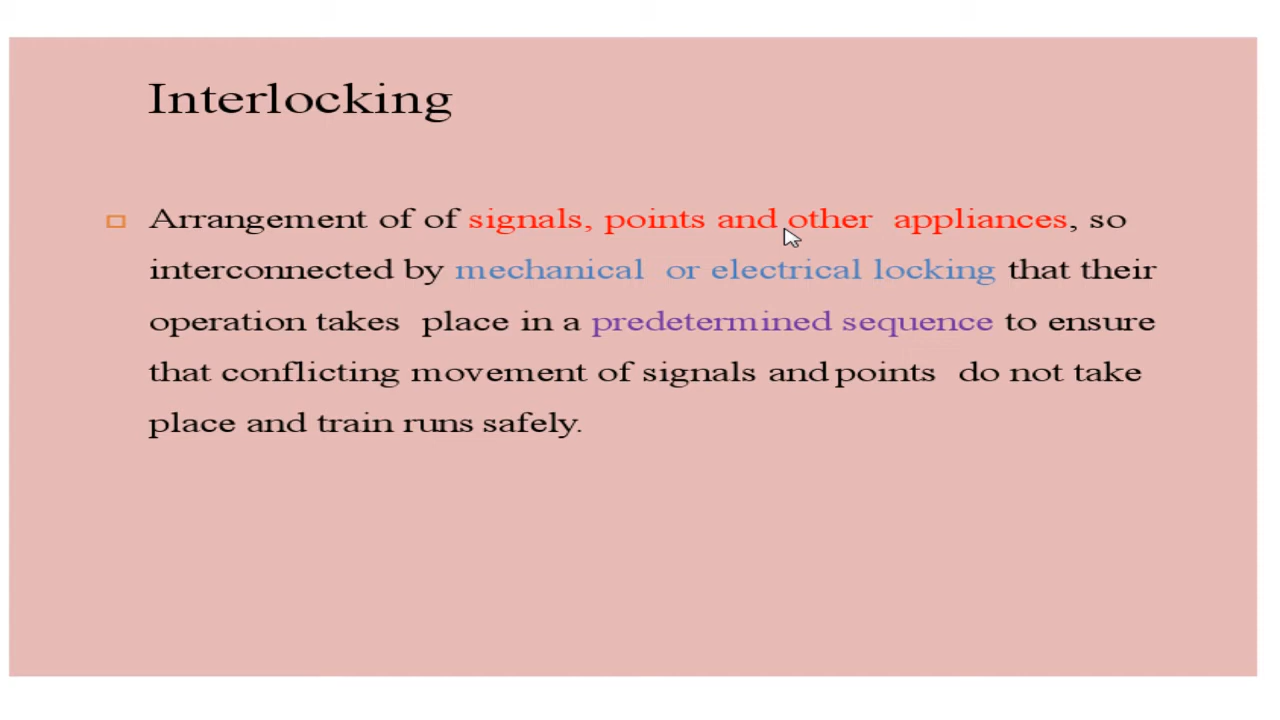 Interlocking
Arrangement of of signals, points and other appliances, so
interconnected by mechanical or electrical locking that their
operation takes place in a predetermined sequence to ensure
that conflicting movement of signals and points do not take
place and train runs safely.